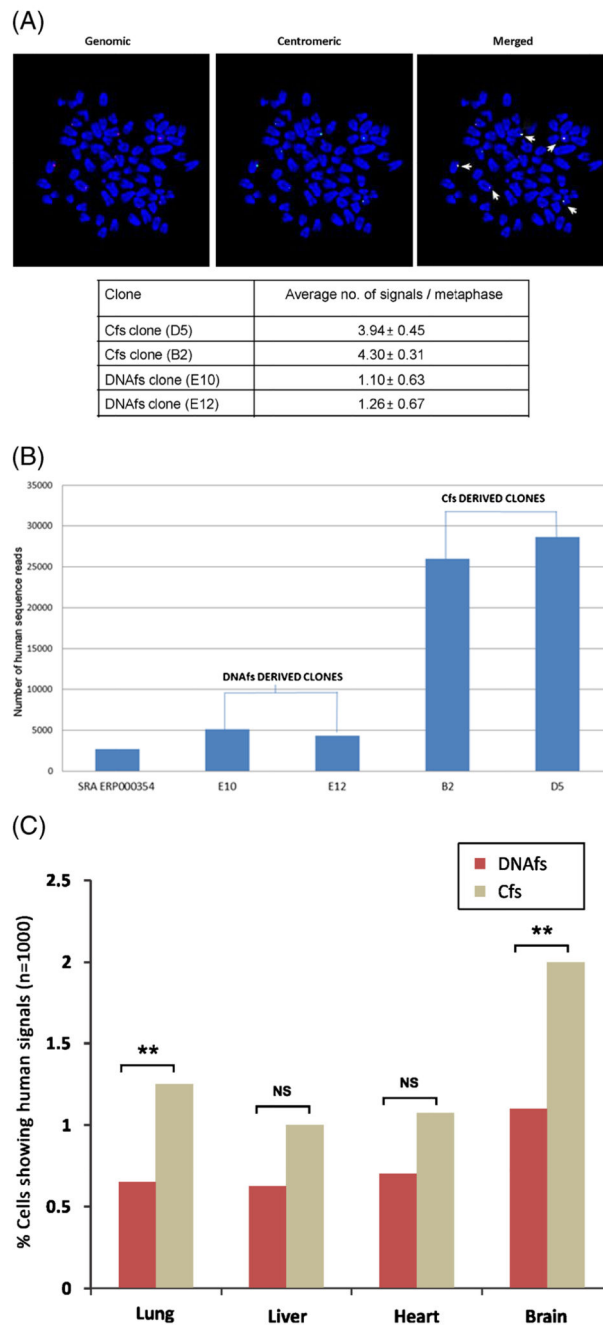 (A)
Genomic Centromeric Merged
Clone Average no. of signals / metaphase
Cfs clone (D5) 3.94± 0.45
Cfs clone (B2) 4.30± 0.31
DNAfs clone (E10) 1.10± 0.63
DNAfs clone (E12) 1.26± 0.67
(B)
35000
Cfs DERIVED CLONES
30000
25000
20000
Number of human sequence reads
15000
DNAfs DERIVED CLONES
10000
5000
0
SRA ERP000354 E10 E12 B2 D5
(C)
DNAfs
Cfs
2.5
**
2
% Cells showing human signals (n=1000)
1.5
**
NS
NS
1
0.5
0
Lung Liver Heart Brain